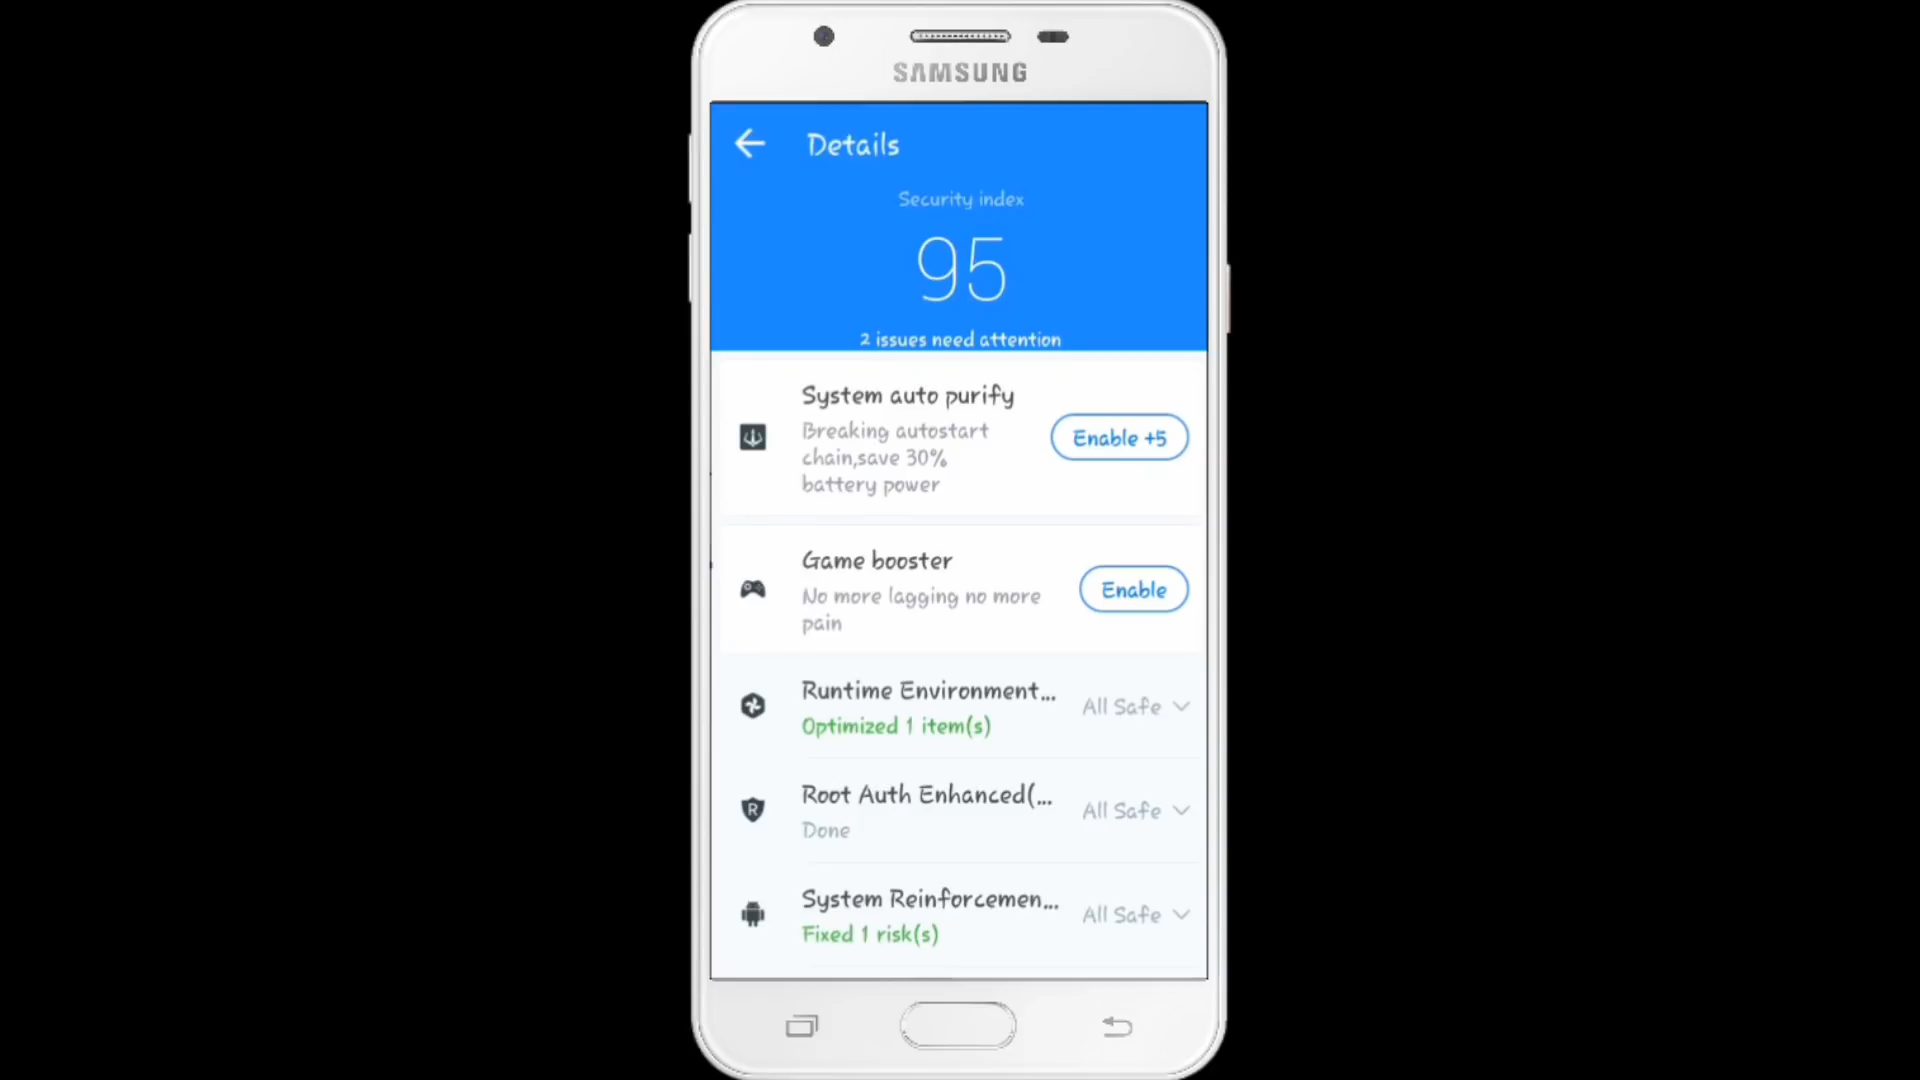 SAMSUNG
Details
Security index
95
2 issues need attention
System auto purify
Breaking autostart
chain,save 30%
battery power
Enable +5
Game booster
No more lagging no more
pain
Enable
Runtime Environment...
Optimized 1 item(s)
All Safe
Root Auth Enhanced(...
Done
All Safe
System Reinforcemen...
Fixed 1 risk(s)
All Safe